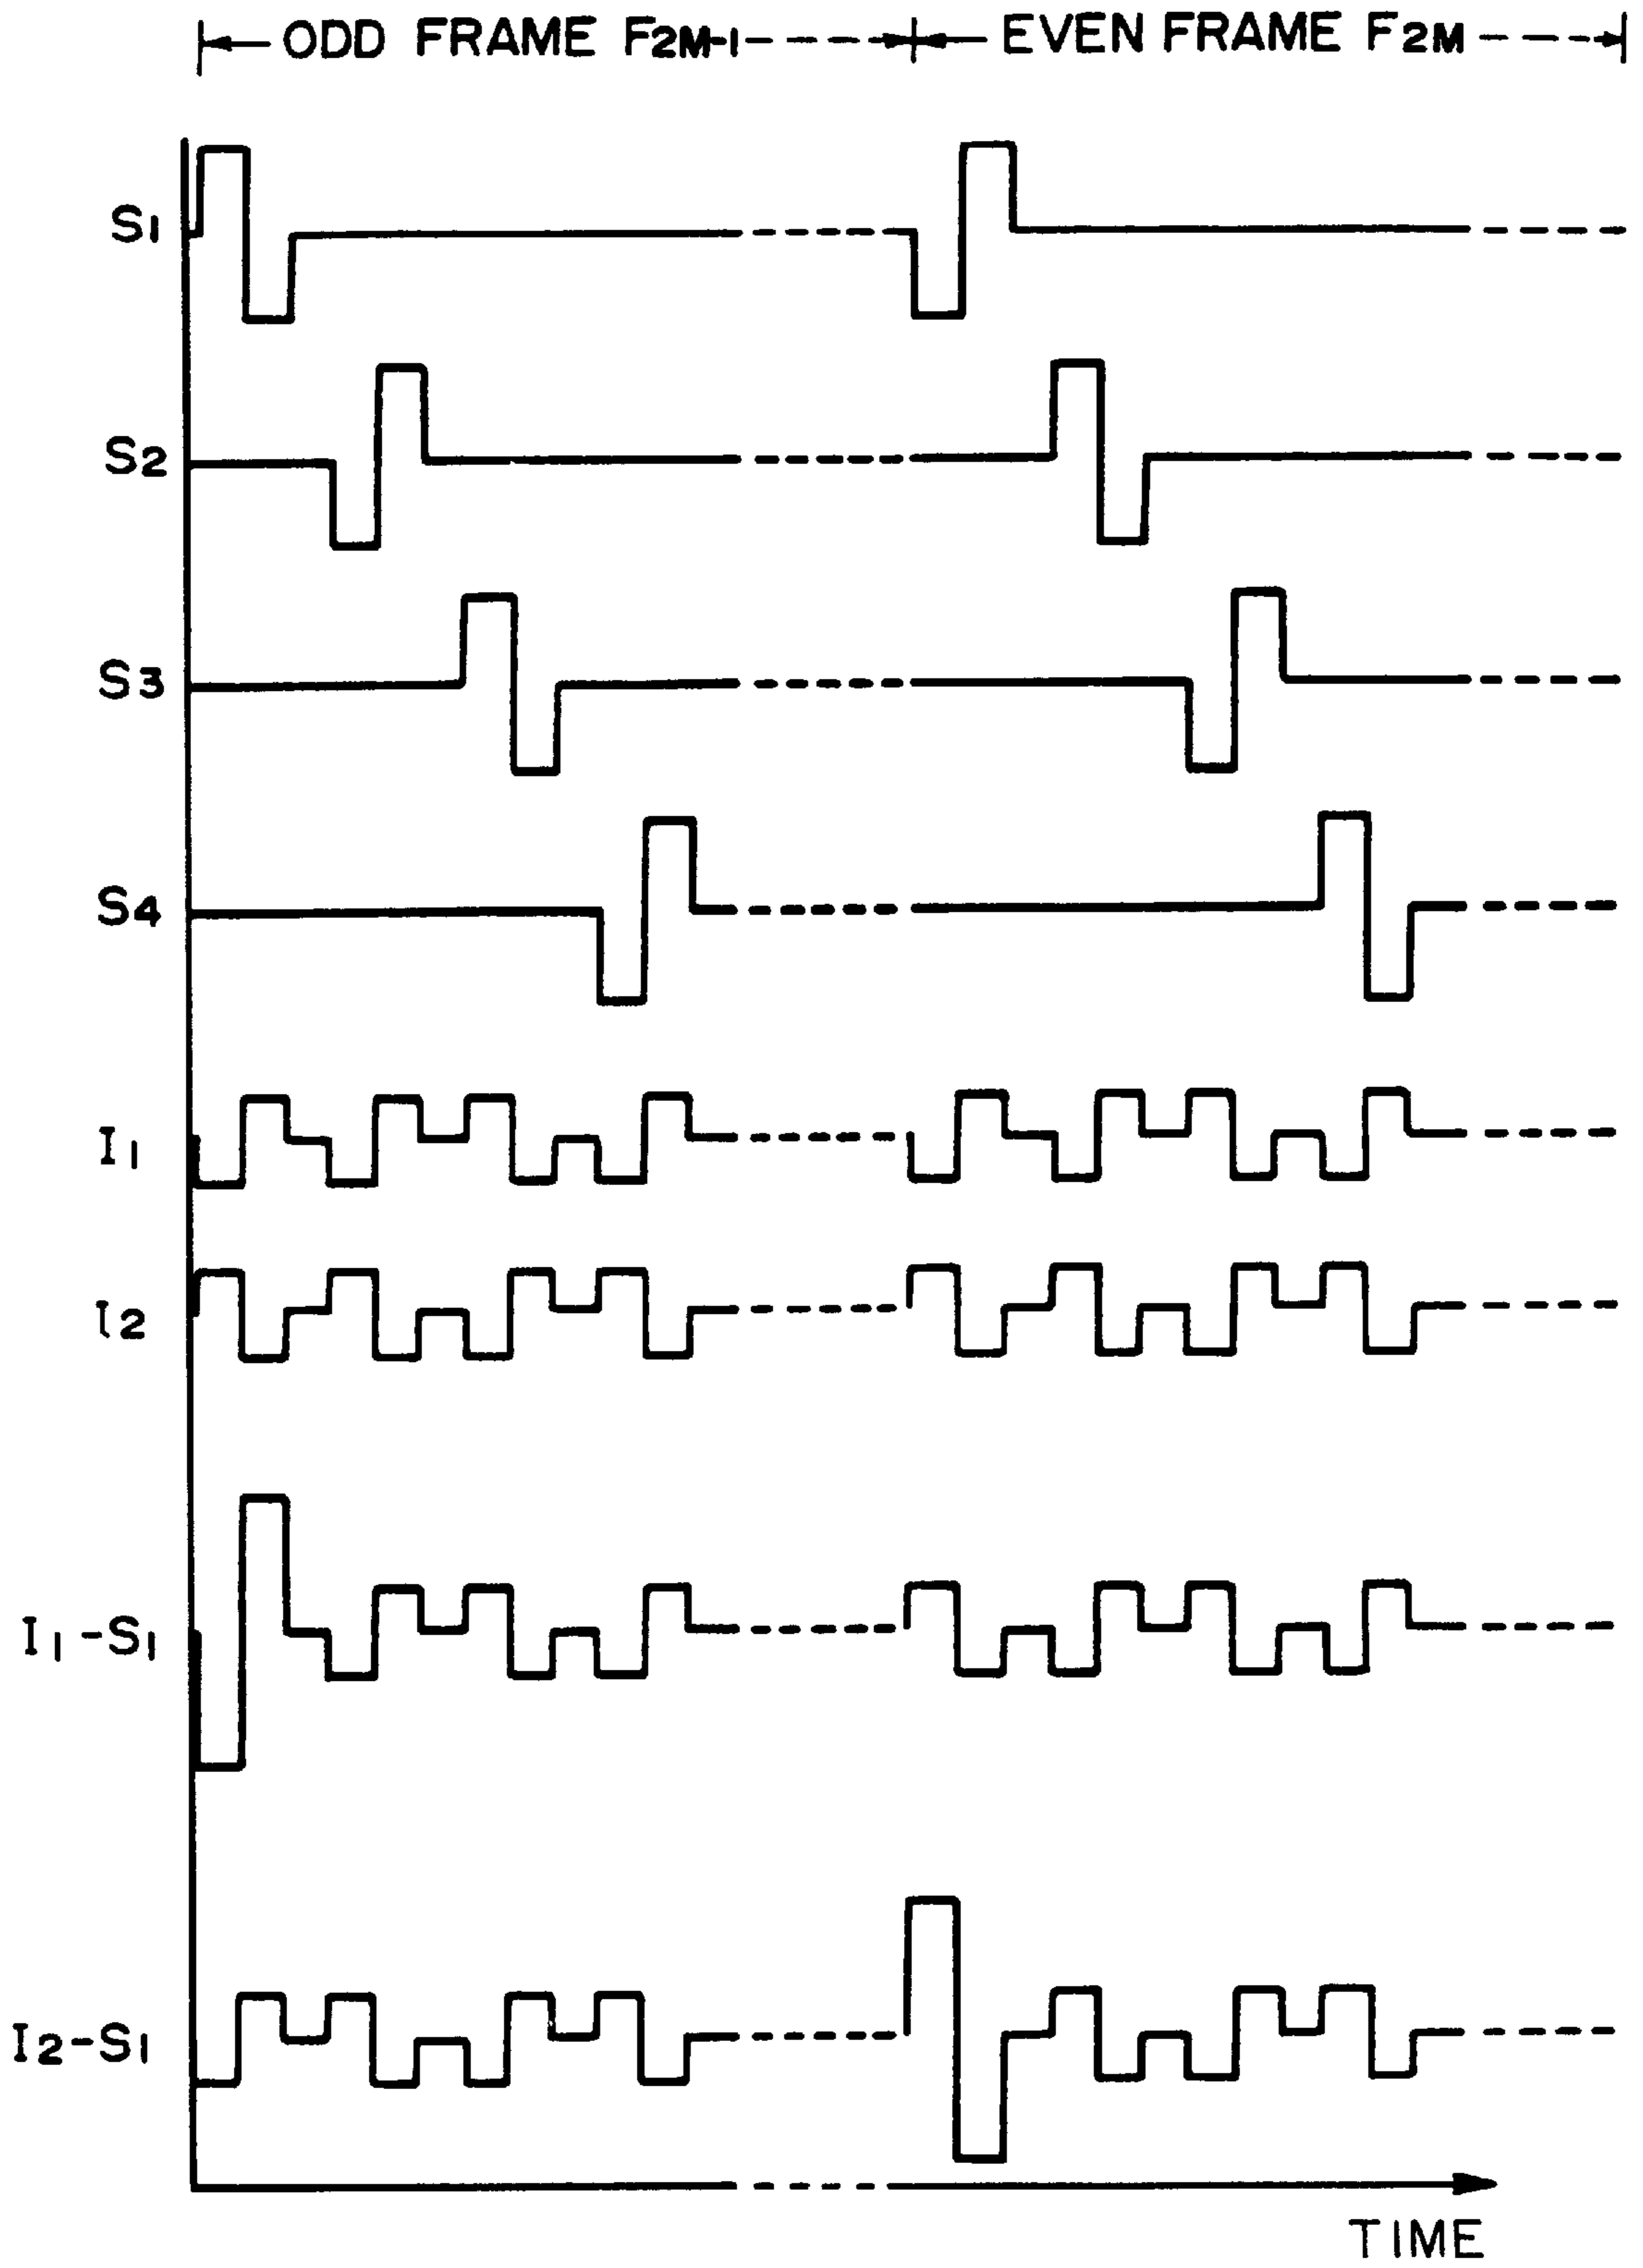 ODD FRAME F2M-1 EVEN FRAME F2M
S1
S2
S3
S4
I1
I2
I1-S1
I2-S1
TIME